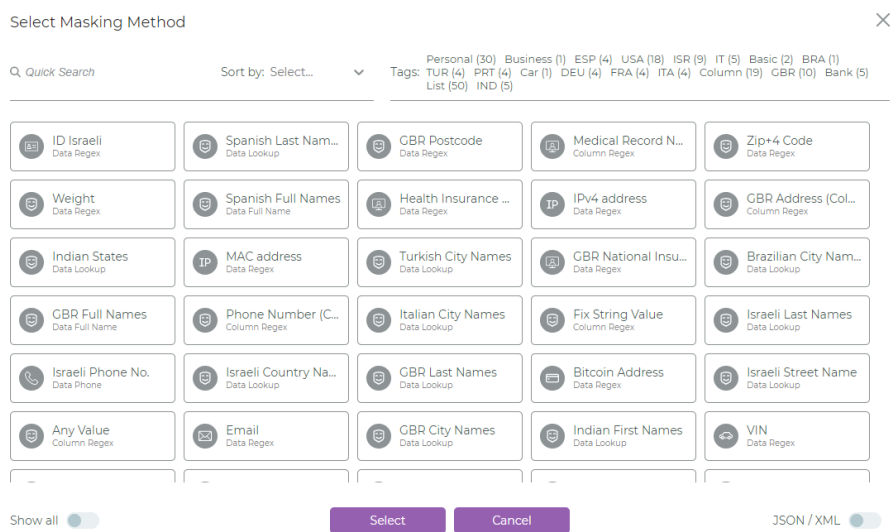 Select Masking Method
Quick Search
Sort by: Select...
Tags: Personal (30) Business (1) ESP (4) USA (18) ISR (9) IT (5) Basic (2) BRA (1)
TUR (4) PRT (4) Car (1) DEU (4) FRA (4) ITA (4) Column (19) GBR (10) Bank (5)
List (50) IND (5)
ID Israeli
Data Regex
Spanish Last Nam...
Data Lookup
GBR Postcode
Data Regex
Medical Record N...
Column Regex
Zip+4 Code
Data Regex
Weight
Data Regex
Spanish Full Names
Data Full Name
Health Insurance ...
Data Regex
IP
IPv4 address
Data Regex
GBR Address (Col...
Column Regex
Indian States
Data Lookup
IP
MAC address
Data Regex
Turkish City Names
Data Lookup
GBR National Insu...
Data Regex
Brazilian City Nam...
Data Lookup
GBR Full Names
Data Full Name
Phone Number (C...
Column Regex
Italian City Names
Data Lookup
Fix String Value
Column Regex
Israeli Last Names
Data Lookup
Israeli Phone No.
Data Phone
Israeli Country Na...
Data Lookup
GBR Last Names
Data Lookup
Bitcoin Address
Data Regex
Israeli Street Name
Data Lookup
Any Value
Column Regex
Email
Data Regex
GBR City Names
Data Lookup
Indian First Names
Data Lookup
VIN
Data Regex
Show all
Select
Cancel
JSON / XML